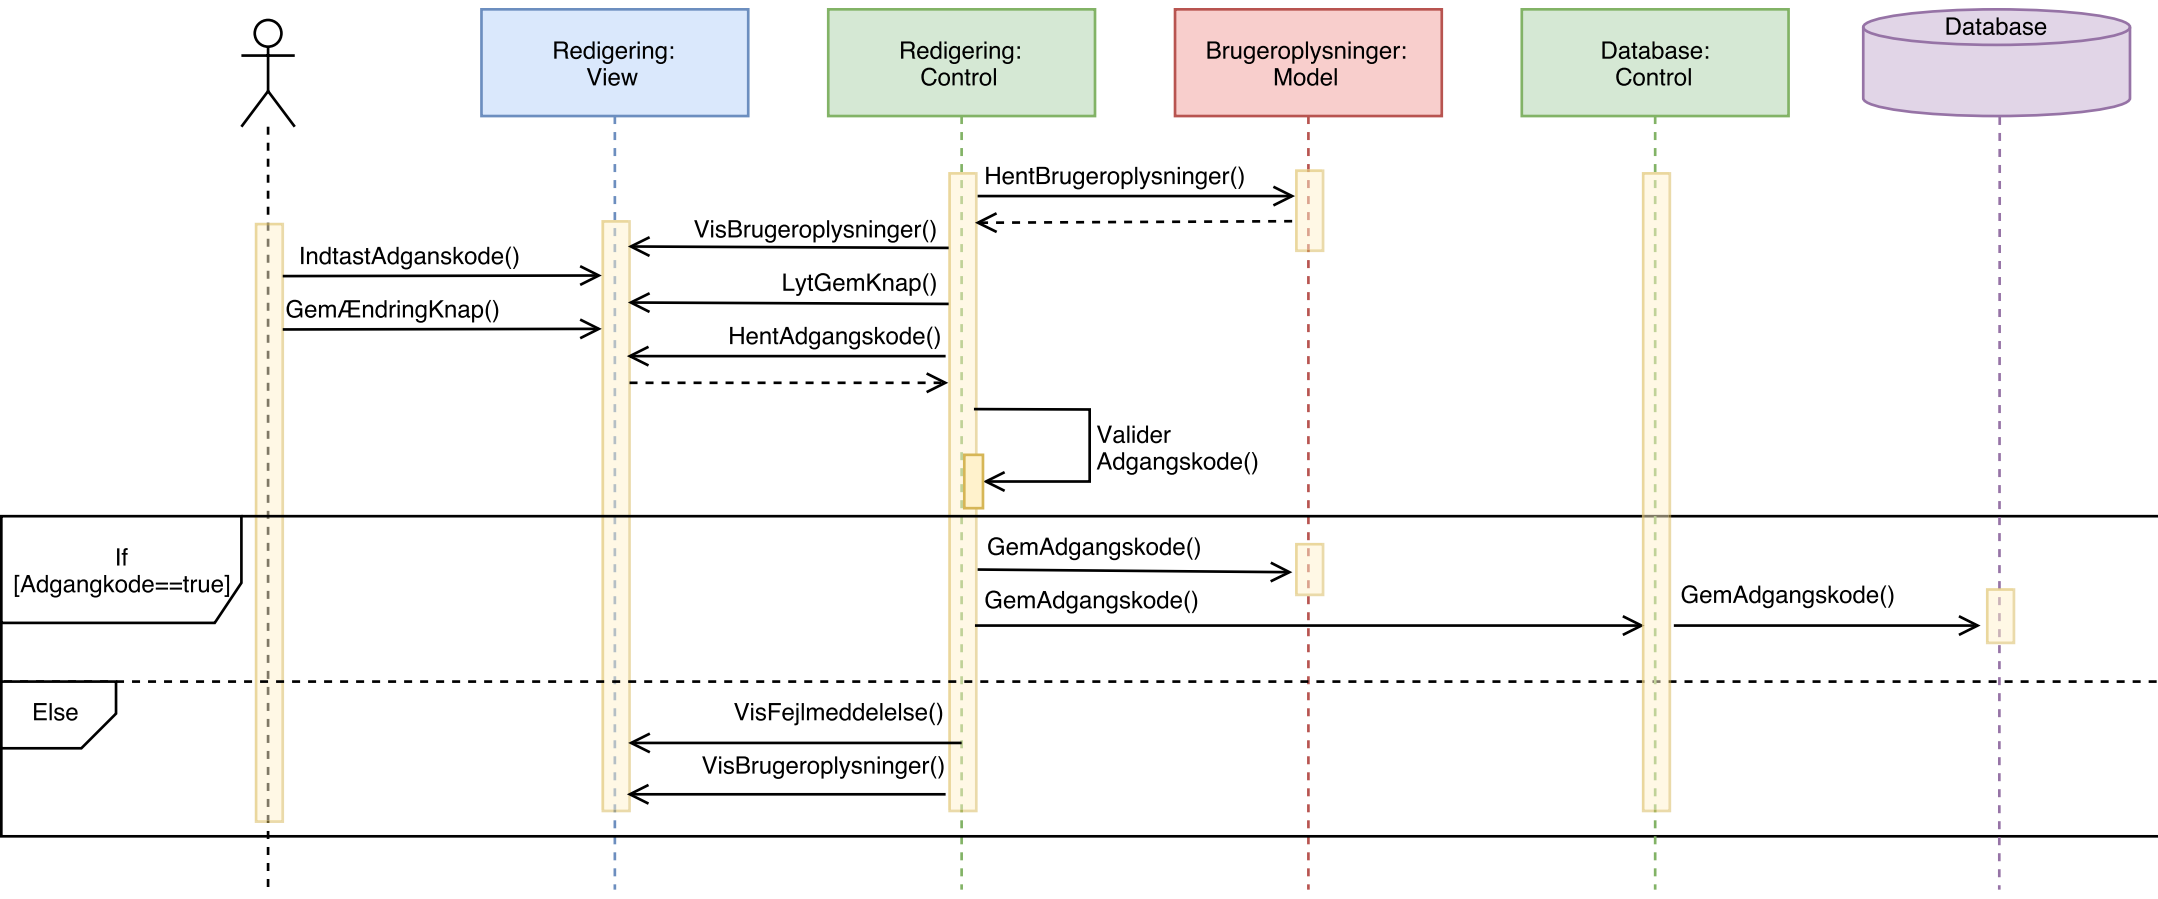 Redigering:
View
Redigering:
Control
Brugeroplysninger:
Model
Database:
Control
Database
HentBrugeroplysninger()
VisBrugeroplysninger()
IndtastAdganskode()
LytGemKnap()
GemÆndringKnap()
HentAdgangskode()
Valider
Adgangskode()
If
[Adgangkode==true]
GemAdgangskode()
GemAdgangskode()
GemAdgangskode()
Else
VisFejlmeddelelse()
VisBrugeroplysninger()